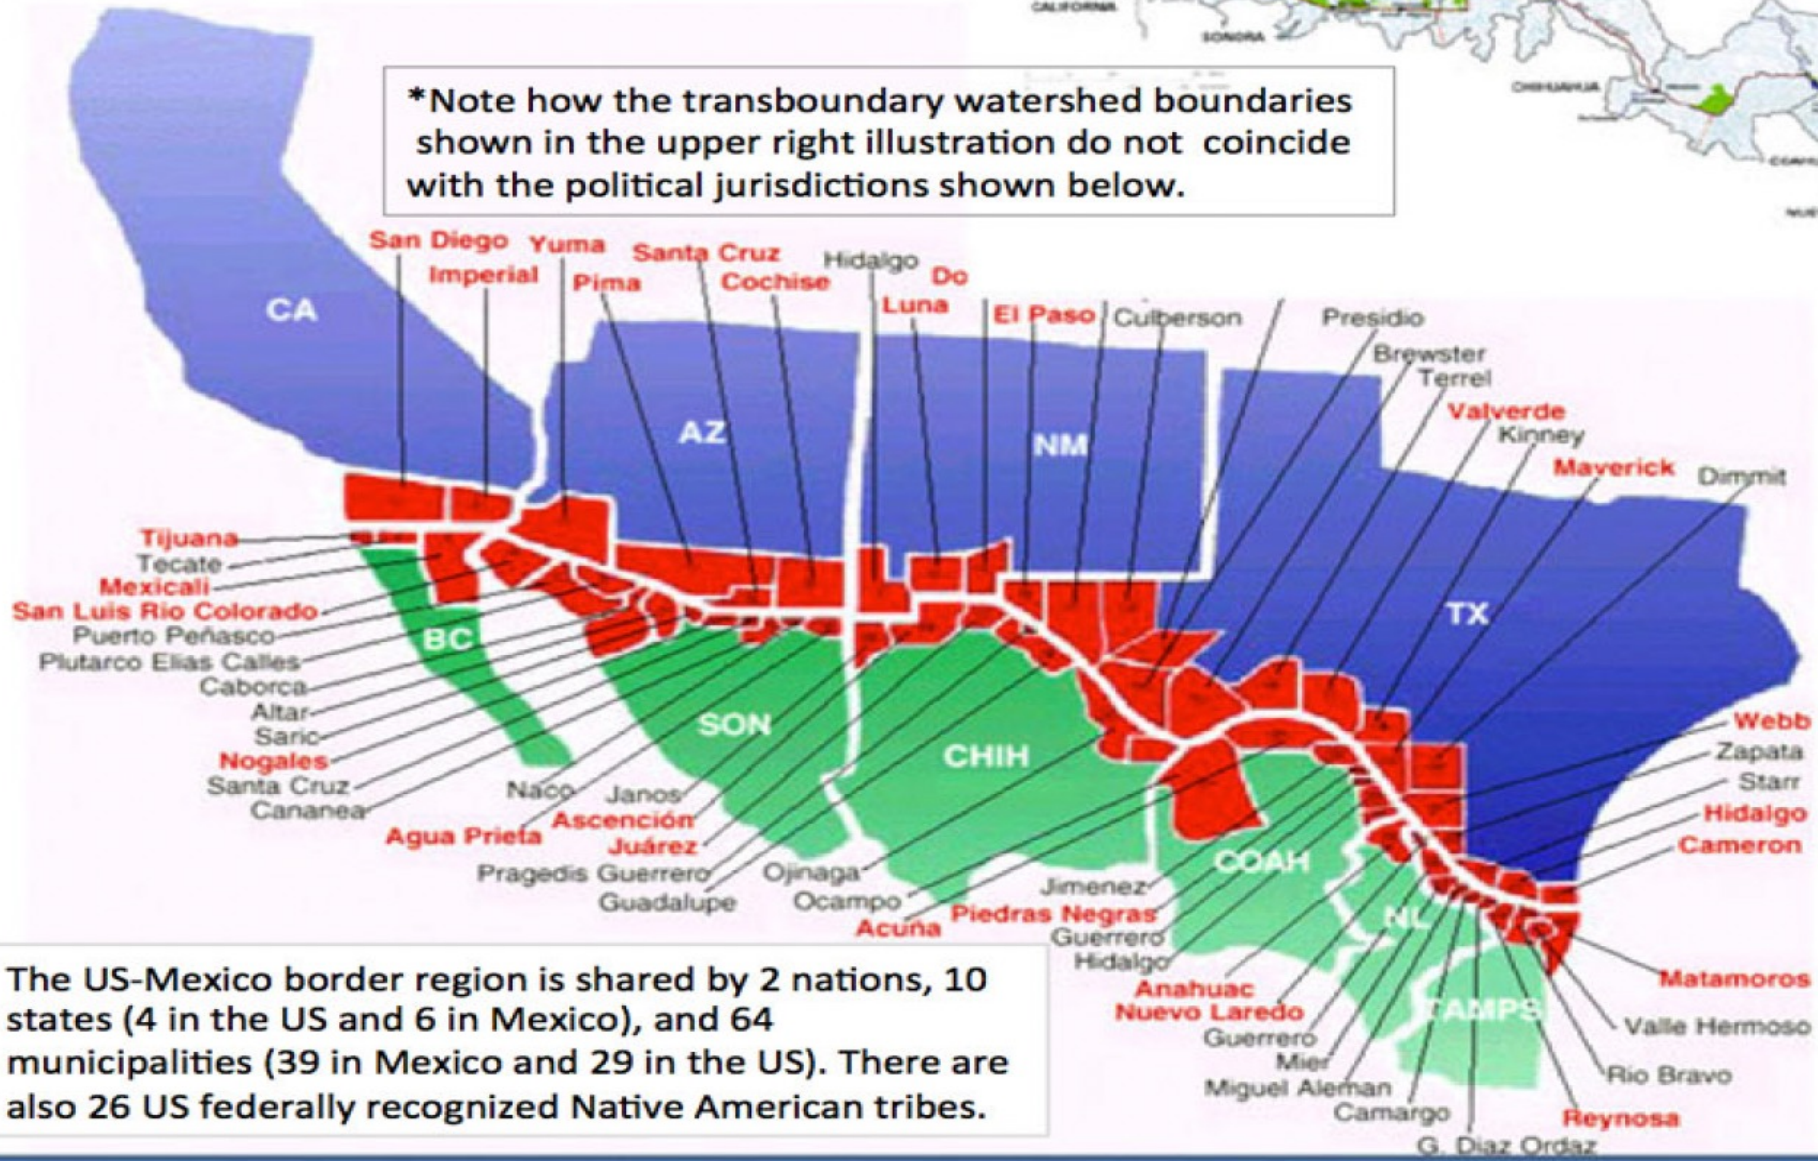 CALIFORNIA
SONORA
CHIHUAHUA
*Note how the transboundary watershed boundaries
shown in the upper right illustration do not coincide
with the political jurisdictions shown below.
San Diego
Yuma
Santa Cruz
Hidalgo
Do
Imperial
Pima
Cochise
Luna
El Paso
Culberson
Presidio
Brewster
Terrel
Valverde
Kinney
Maverick
Dimmit
CA
AZ
NM
TX
Tijuana
Tecate
Mexicali
San Luis Rio Colorado
Puerto Peñasco
Plutarco Elias Calles
Caborca
Altar
Saric
Nogales
Santa Cruz
Cananea
BC
SON
CHIH
COAH
NL
TAMPS
Naco
Janos
Agua Prieta
Ascención
Juárez
Pragedis Guerrero
Guadalupe
Ojinaga
Ocampo
Acuña
Jimenez
Piedras Negras
Guerrero
Hidalgo
Anahuac
Nuevo Laredo
Guerrero
Mier
Miguel Aleman
Camargo
G. Diaz Ordaz
Webb
Zapata
Starr
Hidalgo
Cameron
Matamoros
Valle Hermoso
Rio Bravo
Reynosa
The US-Mexico border region is shared by 2 nations, 10
states (4 in the US and 6 in Mexico), and 64
municipalities (39 in Mexico and 29 in the US). There are
also 26 US federally recognized Native American tribes.